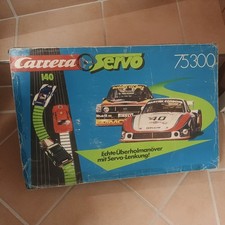 Carrera Servo 75300
140
40
Echte Überholmanöver
mit Servo-Lenkung!